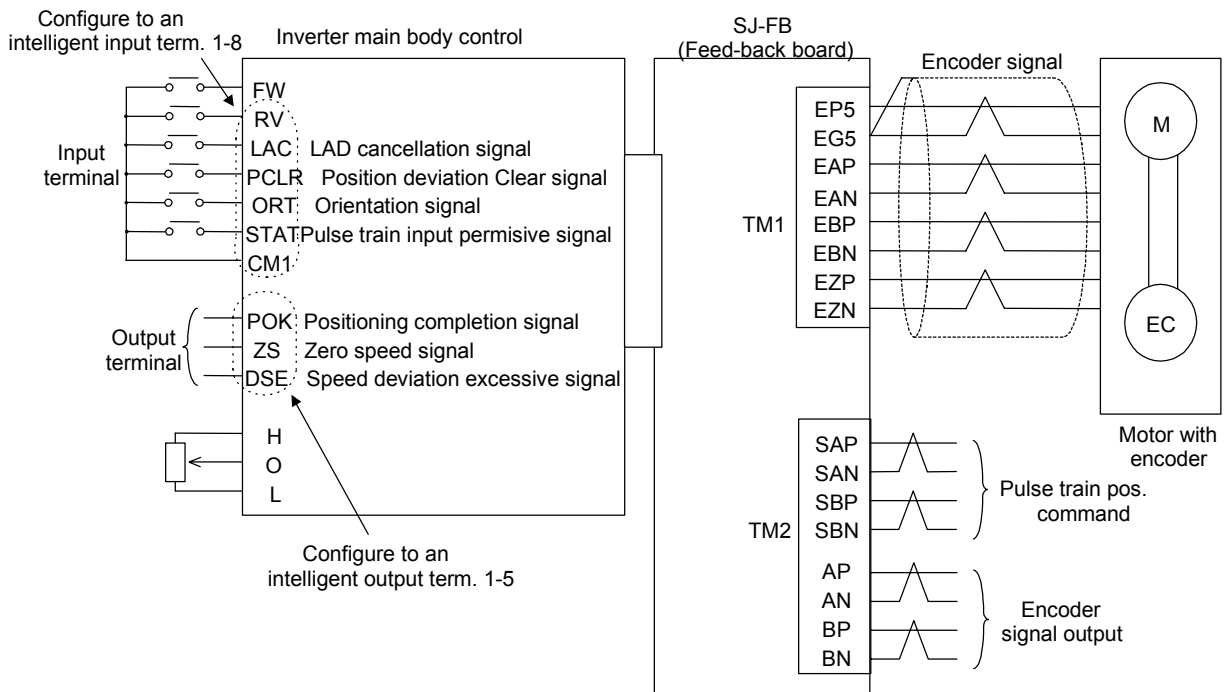 Configure to an
intelligent input term. 1-8
Inverter main body control
SJ-FB
(Feed-back board)
Encoder signal
Input
terminal
FW
RV
LAC LAD cancellation signal
PCLR Position deviation Clear signal
ORT Orientation signal
STAT Pulse train input permisive signal
CM1
Output
terminal
POK Positioning completion signal
ZS Zero speed signal
DSE Speed deviation excessive signal
H
O
L
Configure to an
intelligent output term. 1-5
TM1
EP5
EG5
EAP
EAN
EBP
EBN
EZP
EZN
M
EC
Motor with
encoder
TM2
SAP
SAN
SBP
SBN
Pulse train pos.
command
AP
AN
BP
BN
Encoder
signal output